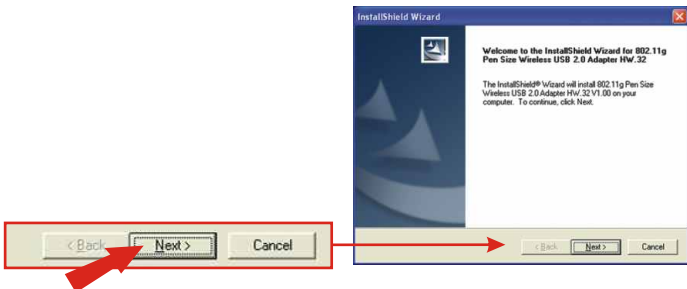 InstallShield Wizard
Welcome to the InstallShield Wizard for 802.11g
Pen Size Wireless USB 2.0 Adapter HW.32
The InstallShield® Wizard will install 802.11g Pen Size
Wireless USB 2.0 Adapter HW.32 V1.00 on your
computer. To continue, click Next.
< Back Next > Cancel
< Back Next > Cancel